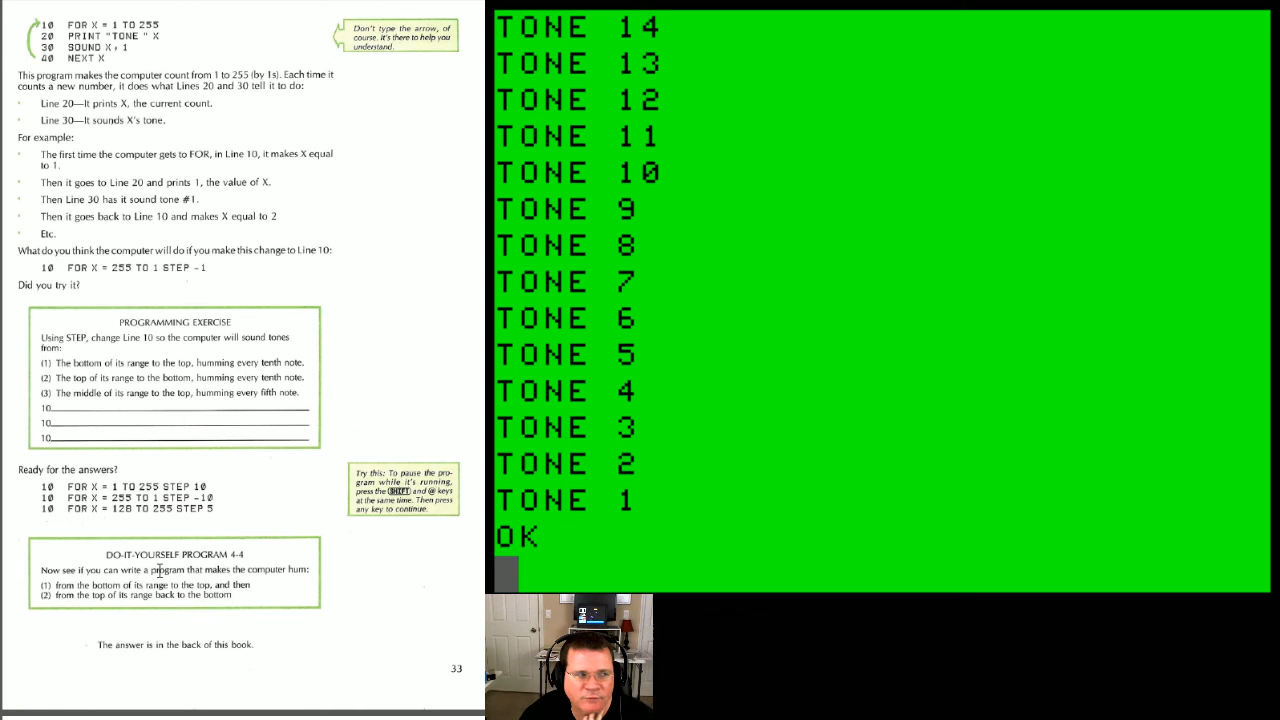 10 FOR X = 1 TO 255
20 PRINT "TONE " X
30 SOUND X, 1
40 NEXT X
Don't type the arrow, of
course. It's there to help you
understand.
This program makes the computer count from 1 to 255 (by 1s). Each time it
counts a new number, it does what Lines 20 and 30 tell it to do:
· Line 20—It prints X, the current count.
· Line 30—It sounds X's tone.
For example:
· The first time the computer gets to FOR, in Line 10, it makes X equal
to 1.
· Then it goes to Line 20 and prints 1, the value of X.
· Then Line 30 has it sound tone #1.
· Then it goes back to Line 10 and makes X equal to 2
· Etc.
What do you think the computer will do if you make this change to Line 10:
10 FOR X = 255 TO 1 STEP -1
Did you try it?
PROGRAMMING EXERCISE
Using STEP, change Line 10 so the computer will sound tones
from:
(1) The bottom of its range to the top, humming every tenth note.
(2) The top of its range to the bottom, humming every tenth note.
(3) The middle of its range to the top, humming every fifth note.
10
10
10
Ready for the answers?
10 FOR X = 1 TO 255 STEP 10
10 FOR X = 255 TO 1 STEP -10
10 FOR X = 128 TO 255 STEP 5
Try this: To pause the pro-
gram while it's running,
press the SHIFT and @ keys
at the same time. Then press
any key to continue.
DO-IT-YOURSELF PROGRAM 4-4
Now see if you can write a program that makes the computer hum:
(1) from the bottom of its range to the top, and then
(2) from the top of its range back to the bottom
The answer is in the back of this book.
33
TONE 14
TONE 13
TONE 12
TONE 11
TONE 10
TONE 9
TONE 8
TONE 7
TONE 6
TONE 5
TONE 4
TONE 3
TONE 2
TONE 1
OK